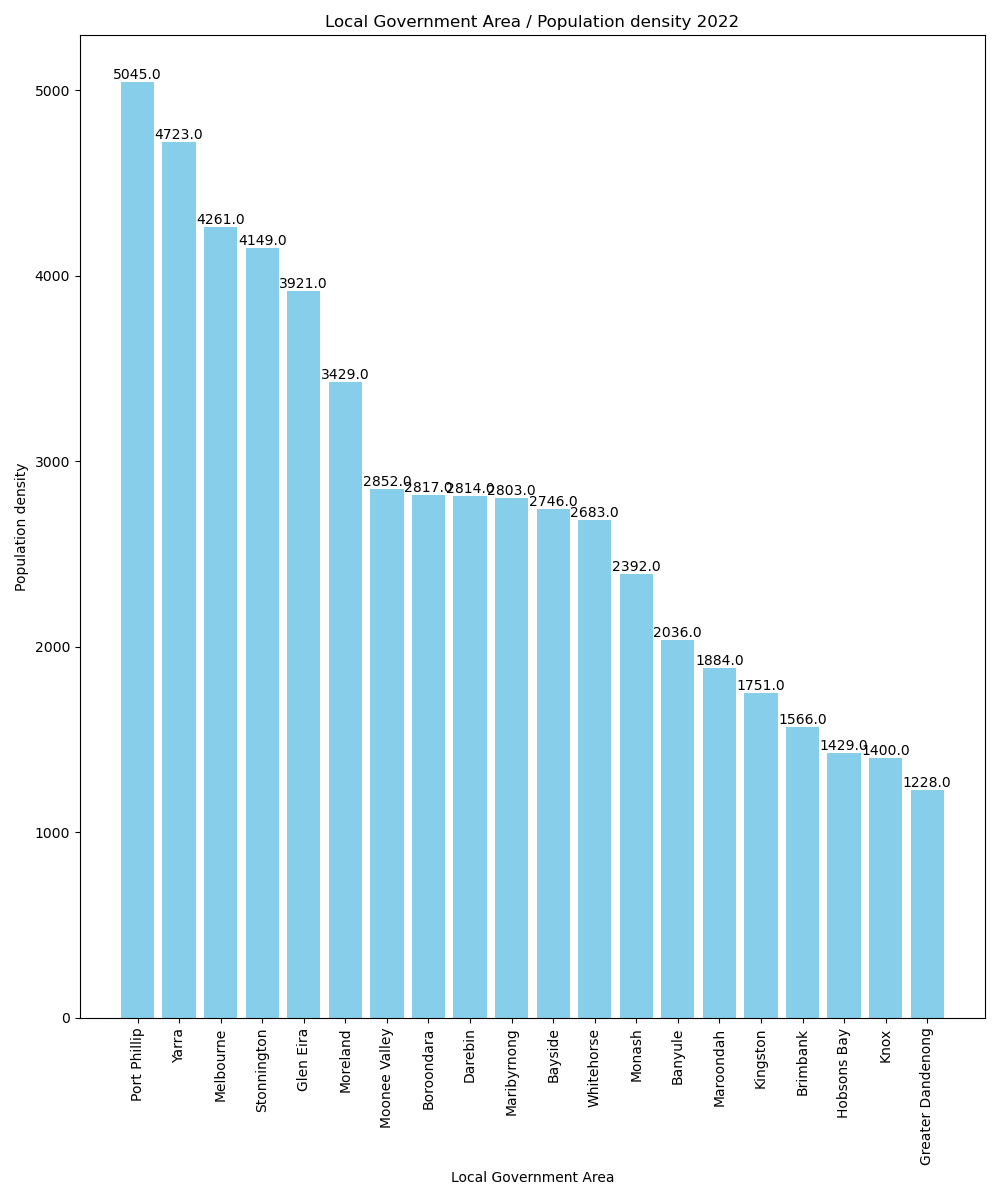 Local Government Area / Population density 2022
Population density
5000
4000
3000
2000
1000
0
5045.0
4723.0
4261.0
4149.0
3921.0
3429.0
2852.0
2817.0
2814.0
2803.0
2746.0
2683.0
2392.0
2036.0
1884.0
1751.0
1566.0
1429.0
1400.0
1228.0
Port Phillip
Yarra
Melbourne
Stonnington
Glen Eira
Moreland
Moonee Valley
Boroondara
Darebin
Maribyrnong
Bayside
Whitehorse
Monash
Banyule
Maroondah
Kingston
Brimbank
Hobsons Bay
Knox
Greater Dandenong
Local Government Area